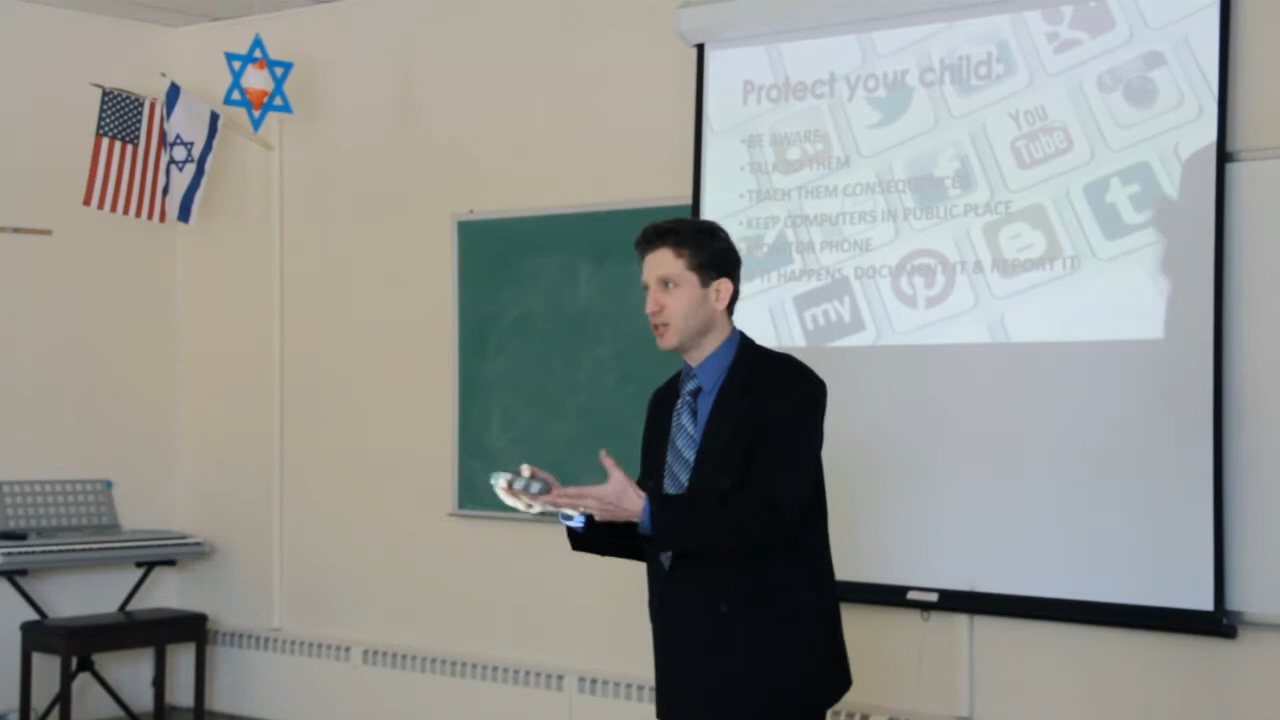 Protect your child:
• BE AWARE
• TALK TO THEM
• TEACH THEM CONSEQUENCES
• KEEP COMPUTERS IN PUBLIC PLACE
MONITOR PHONE
IF IT HAPPENS, DOCUMENT IT & REPORT IT
You
Tube
t
my